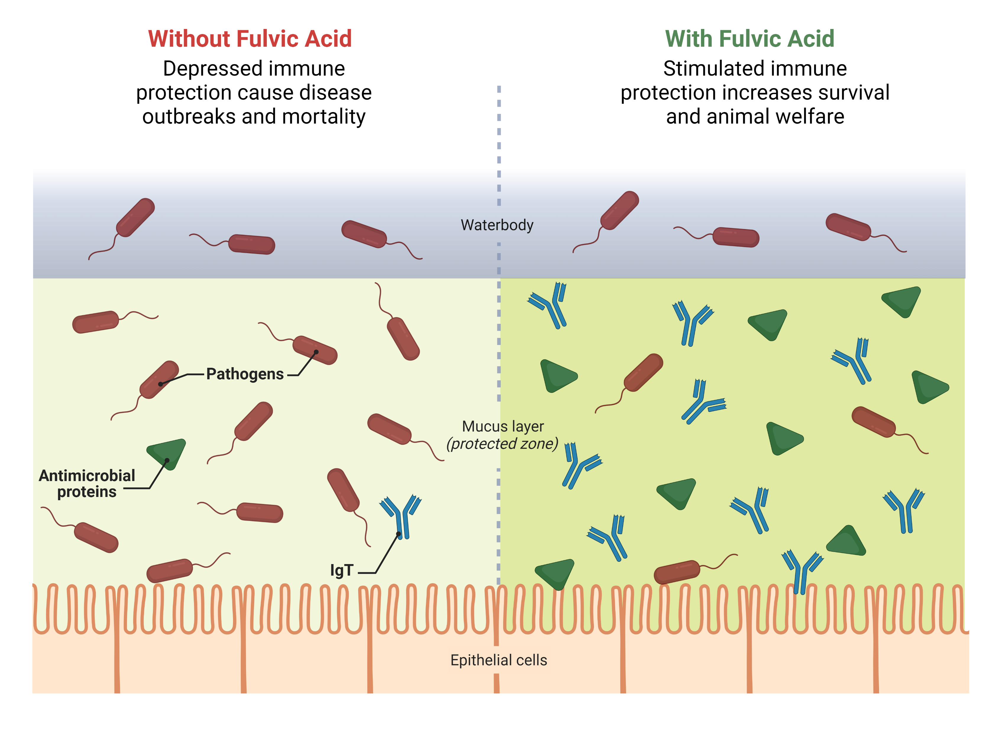 Without Fulvic Acid
Depressed immune
protection cause disease
outbreaks and mortality
With Fulvic Acid
Stimulated immune
protection increases survival
and animal welfare
Waterbody
Pathogens
Mucus layer
(protected zone)
Antimicrobial
proteins
IgT
Epithelial cells